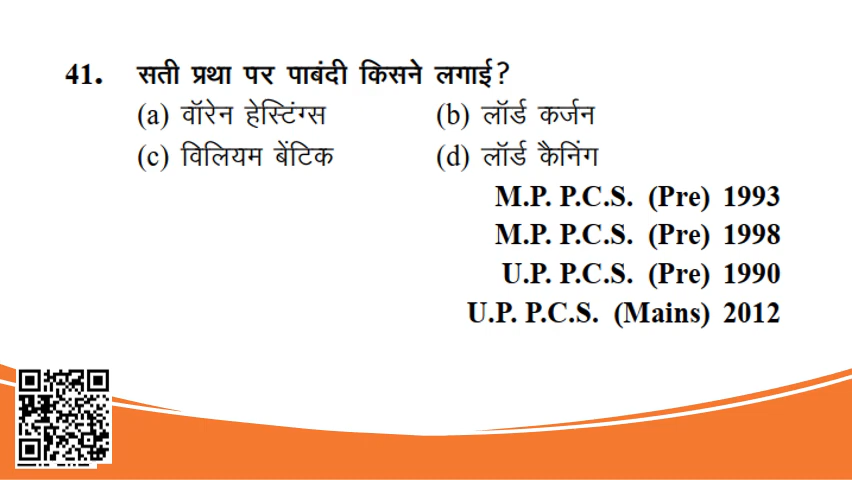 41. सती प्रथा पर पाबंदी किसने लगाई?
(a) वॉरेन हेस्टिंग्स (b) लॉर्ड कर्जन
(c) विलियम बेंटिक (d) लॉर्ड कैनिंग
M.P. P.C.S. (Pre) 1993
M.P. P.C.S. (Pre) 1998
U.P. P.C.S. (Pre) 1990
U.P. P.C.S. (Mains) 2012